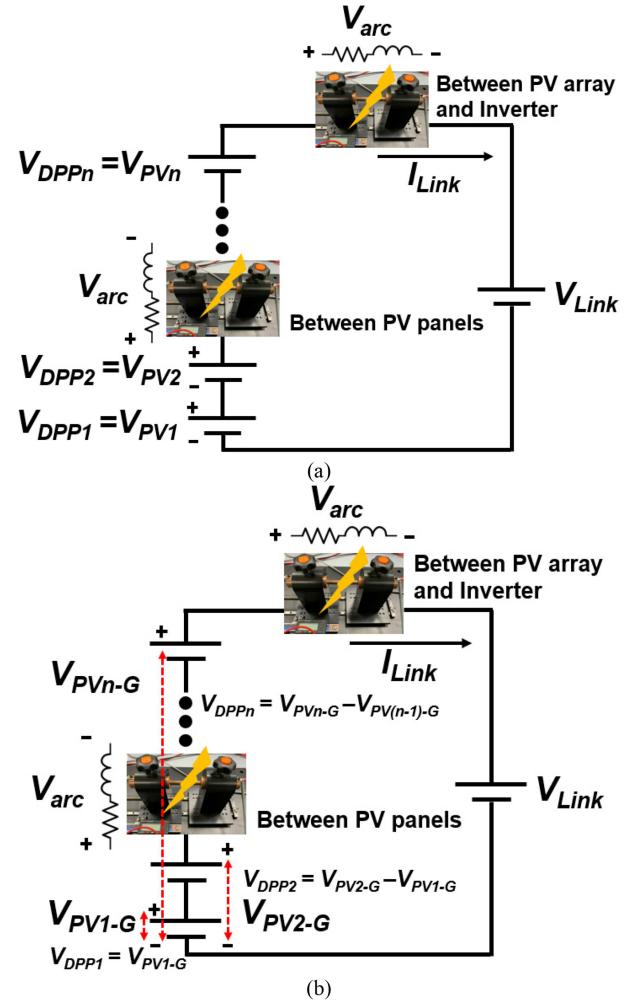 Varc
+ -
Between PV array
and Inverter
VDPPn =VPVn
ILink
-
Varc
+
Between PV panels
VLink
VDPP2 =VPV2
+
-
VDPP1 =VPV1
+
-
(a)
Varc
+ -
Between PV array
and Inverter
+
VPVn-G
ILink
VDPPn = VPVn-G –VPV(n-1)-G
-
Varc
+
Between PV panels
VLink
+
VDPP2 = VPV2-G –VPV1-G
VPV1-G
+
-
VPV2-G
-
VDPP1 = VPV1-G
(b)